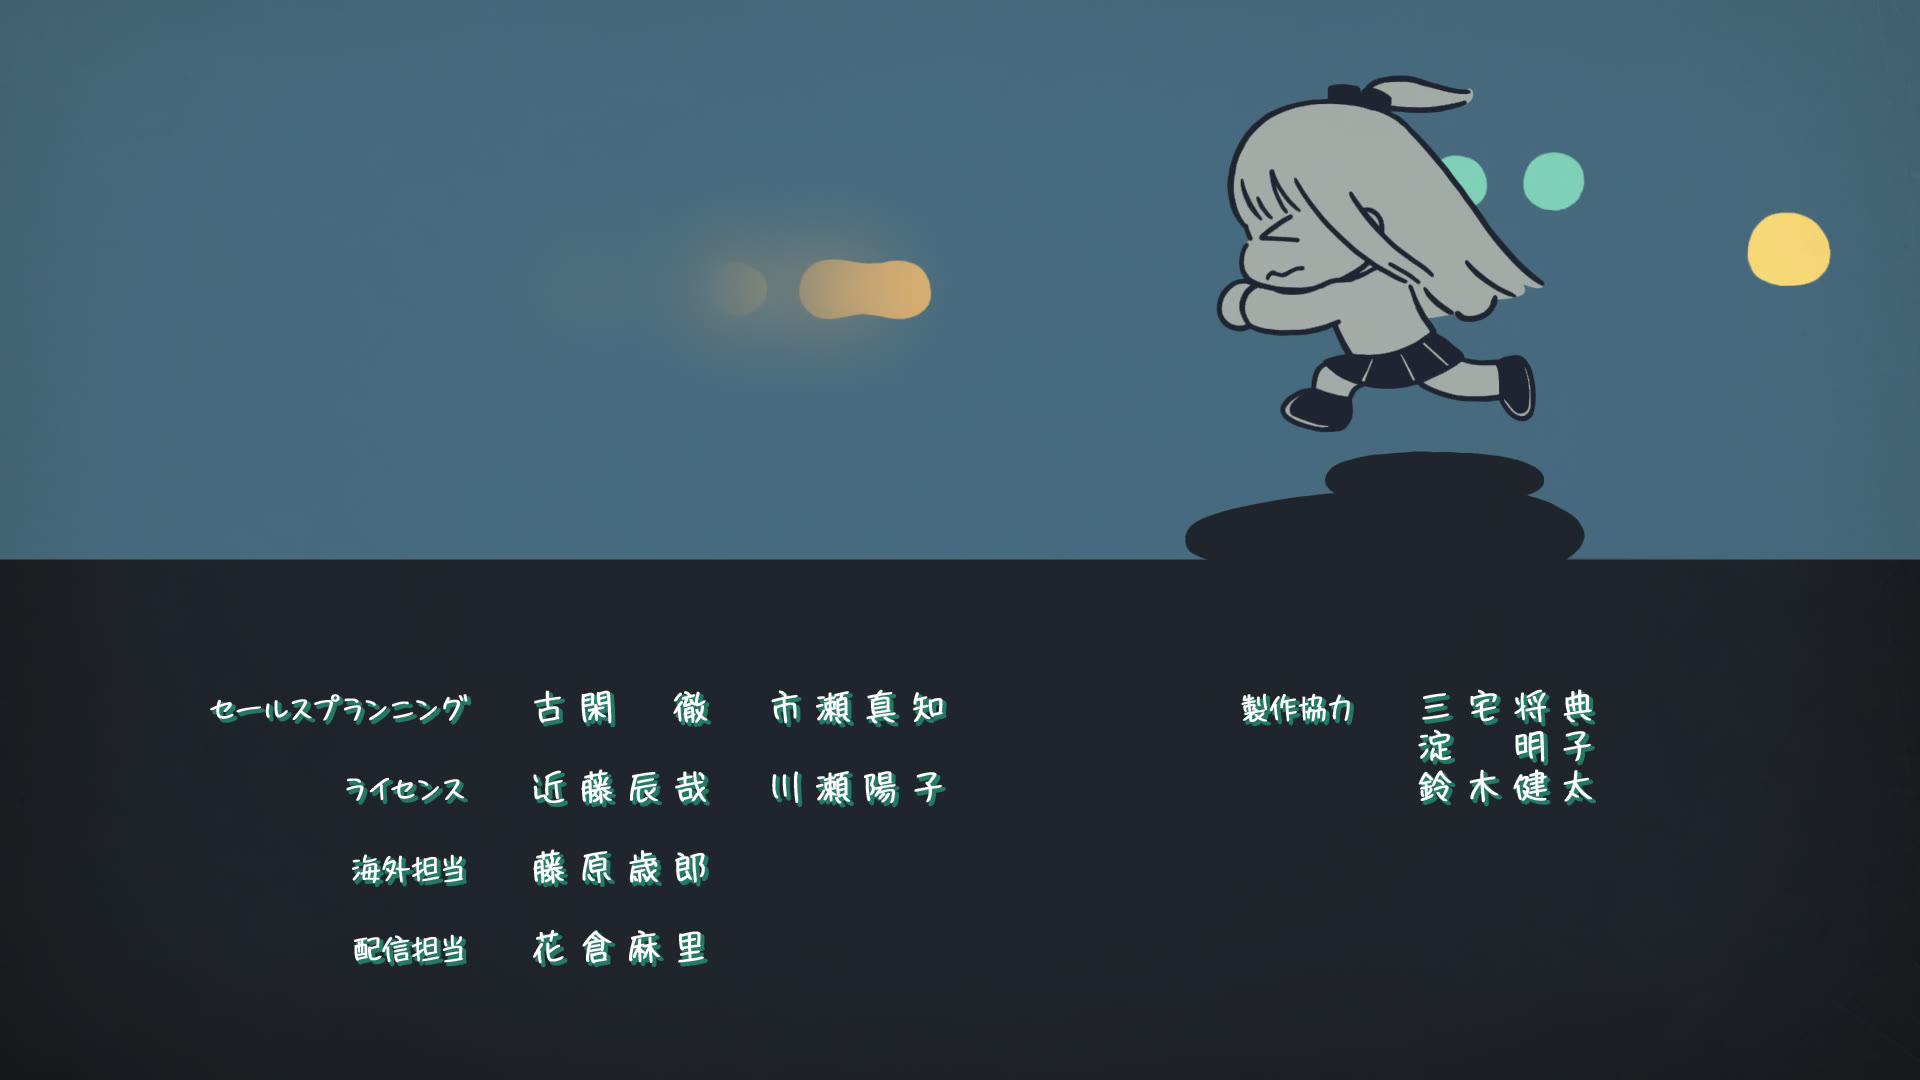 セールスプランニング 古閑 徹 市瀬真知
ライセンス 近藤辰哉 川瀬陽子
海外担当 藤原歳郎
配信担当 花倉麻里
製作協力 三宅将典
淀 明子
鈴木健太